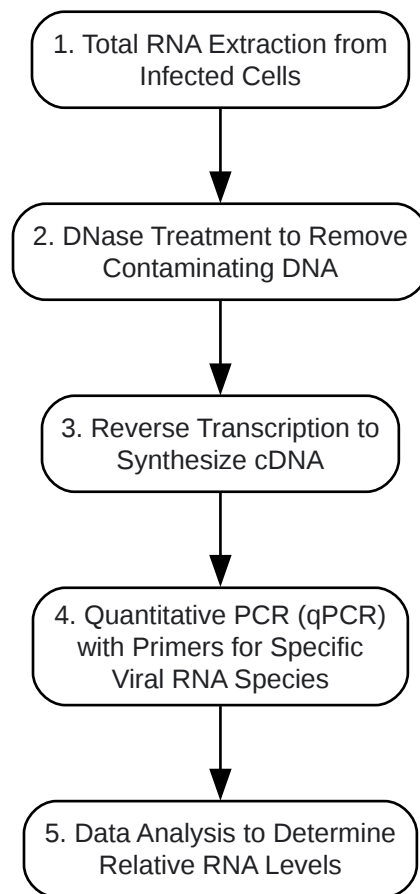 1. Total RNA Extraction from
Infected Cells
2. DNase Treatment to Remove
Contaminating DNA
3. Reverse Transcription to
Synthesize cDNA
4. Quantitative PCR (qPCR)
with Primers for Specific
Viral RNA Species
5. Data Analysis to Determine
Relative RNA Levels